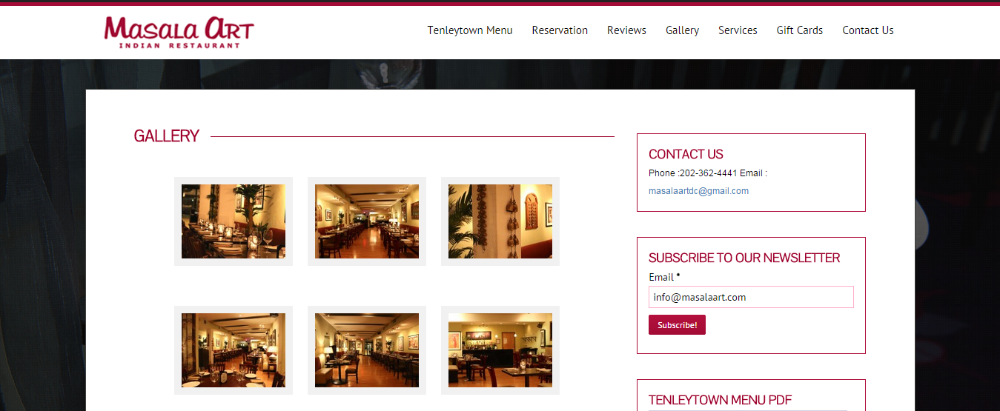 Masala Art
INDIAN RESTAURANT
Tenleytown Menu Reservation Reviews Gallery Services Gift Cards Contact Us
GALLERY
CONTACT US
Phone :202-362-4441 Email :
masalaartdc@gmail.com
SUBSCRIBE TO OUR NEWSLETTER
Email *
info@masalaart.com
Subscribe!
TENLEYTOWN MENU PDF